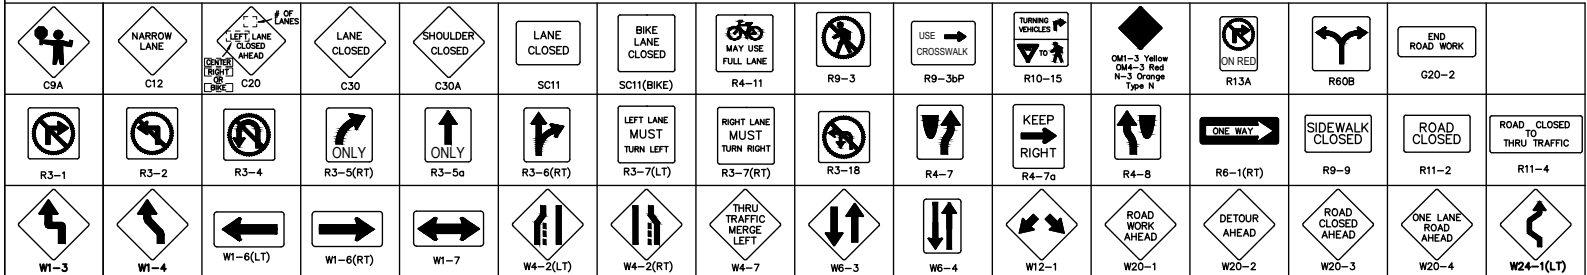 NARROW
LANE
# OF
LANES
LEFT LANE
CLOSED
AHEAD
CENTER
RIGHT
OR
BIKE
LANE
CLOSED
SHOULDER
CLOSED
LANE
CLOSED
BIKE
LANE
CLOSED
MAY USE
FULL LANE
USE
CROSSWALK
TURNING
VEHICLES
TO
OM1-3 Yellow
OM4-3 Red
N-3 Orange
Type N
ON RED
END
ROAD WORK
C9A
C12
C20
C30
C30A
SC11
SC11(BIKE)
R4-11
R9-3
R9-3bP
R10-15
R13A
R60B
G20-2
ONLY
ONLY
LEFT LANE
MUST
TURN LEFT
RIGHT LANE
MUST
TURN RIGHT
KEEP
RIGHT
ONE WAY
SIDEWALK
CLOSED
ROAD
CLOSED
ROAD CLOSED
TO
THRU TRAFFIC
R3-1
R3-2
R3-4
R3-5(RT)
R3-5a
R3-6(RT)
R3-7(LT)
R3-7(RT)
R3-18
R4-7
R4-7a
R4-8
R6-1(RT)
R9-9
R11-2
R11-4
THRU
TRAFFIC
MERGE
LEFT
ROAD
WORK
AHEAD
DETOUR
AHEAD
ROAD
CLOSED
AHEAD
ONE LANE
ROAD
AHEAD
W1-3
W1-4
W1-6(LT)
W1-6(RT)
W1-7
W4-2(LT)
W4-2(RT)
W4-7
W6-3
W6-4
W12-1
W20-1
W20-2
W20-3
W20-4
W24-1(LT)